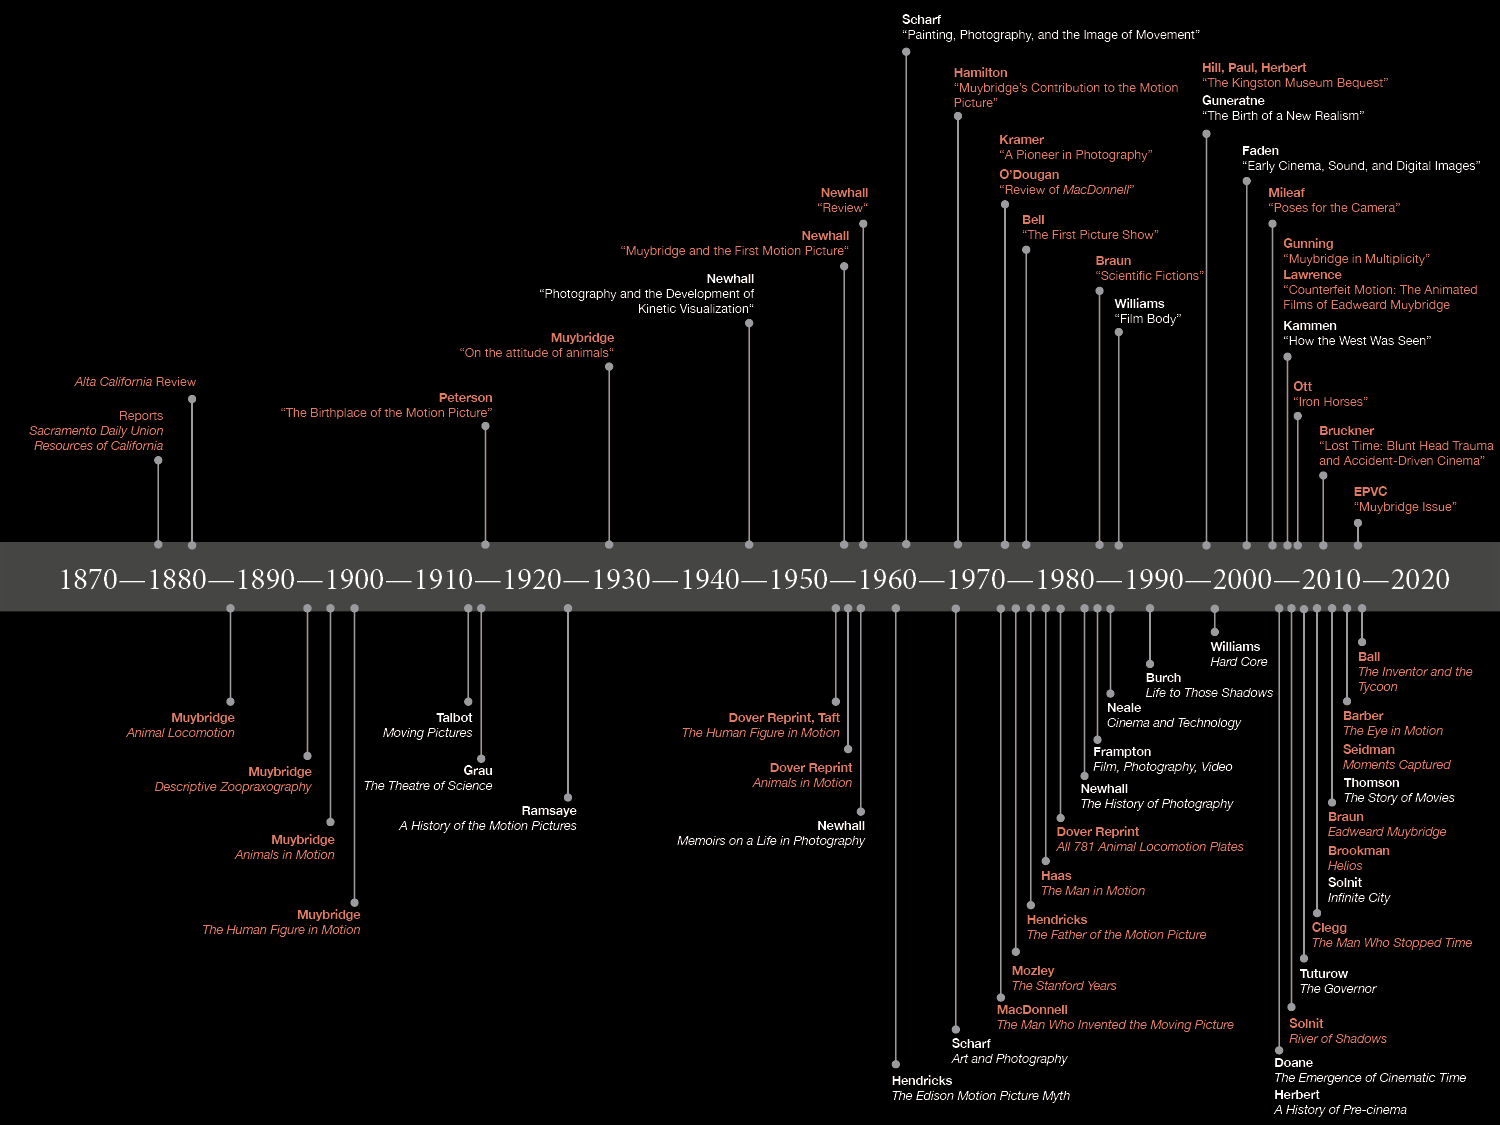 Scharf
“Painting, Photography, and the Image of Movement”
Hamilton
“Muybridge’s Contribution to the Motion
Picture”
Hill, Paul, Herbert
“The Kingston Museum Bequest”
Guneratne
“The Birth of a New Realism”
Kramer
“A Pioneer in Photography”
O’Dougan
“Review of MacDonnell”
Faden
“Early Cinema, Sound, and Digital Images”
Newhall
“Review“
Mileaf
“Poses for the Camera”
Bell
“The First Picture Show”
Newhall
“Muybridge and the First Motion Picture“
Gunning
“Muybridge in Multiplicity”
Lawrence
“Counterfeit Motion: The Animated
Films of Eadweard Muybridge
Braun
“Scientific Fictions”
Newhall
“Photography and the Development of
Kinetic Visualization“
Williams
“Film Body”
Kammen
“How the West Was Seen”
Muybridge
“On the attitude of animals“
Alta California Review
Ott
“Iron Horses”
Peterson
“The Birthplace of the Motion Picture”
Reports
Sacramento Daily Union
Resources of California
Bruckner
“Lost Time: Blunt Head Trauma
and Accident-Driven Cinema”
EPVC
“Muybridge Issue”
1870—1880—1890—1900—1910—1920—1930—1940—1950—1960—1970—1980—1990—2000—2010—2020
Muybridge
Animal Locomotion
Muybridge
Descriptive Zoopraxography
Muybridge
Animals in Motion
Muybridge
The Human Figure in Motion
Talbot
Moving Pictures
Grau
The Theatre of Science
Ramsaye
A History of the Motion Pictures
Dover Reprint, Taft
The Human Figure in Motion
Dover Reprint
Animals in Motion
Newhall
Memoirs on a Life in Photography
Hendricks
The Edison Motion Picture Myth
Scharf
Art and Photography
MacDonnell
The Man Who Invented the Moving Picture
Mozley
The Stanford Years
Hendricks
The Father of the Motion Picture
Haas
The Man in Motion
Dover Reprint
All 781 Animal Locomotion Plates
Newhall
The History of Photography
Frampton
Film, Photography, Video
Neale
Cinema and Technology
Burch
Life to Those Shadows
Williams
Hard Core
Ball
The Inventor and the
Tycoon
Barber
The Eye in Motion
Seidman
Moments Captured
Thomson
The Story of Movies
Braun
Eadweard Muybridge
Brookman
Helios
Solnit
Infinite City
Clegg
The Man Who Stopped Time
Tuturow
The Governor
Solnit
River of Shadows
Doane
The Emergence of Cinematic Time
Herbert
A History of Pre-cinema